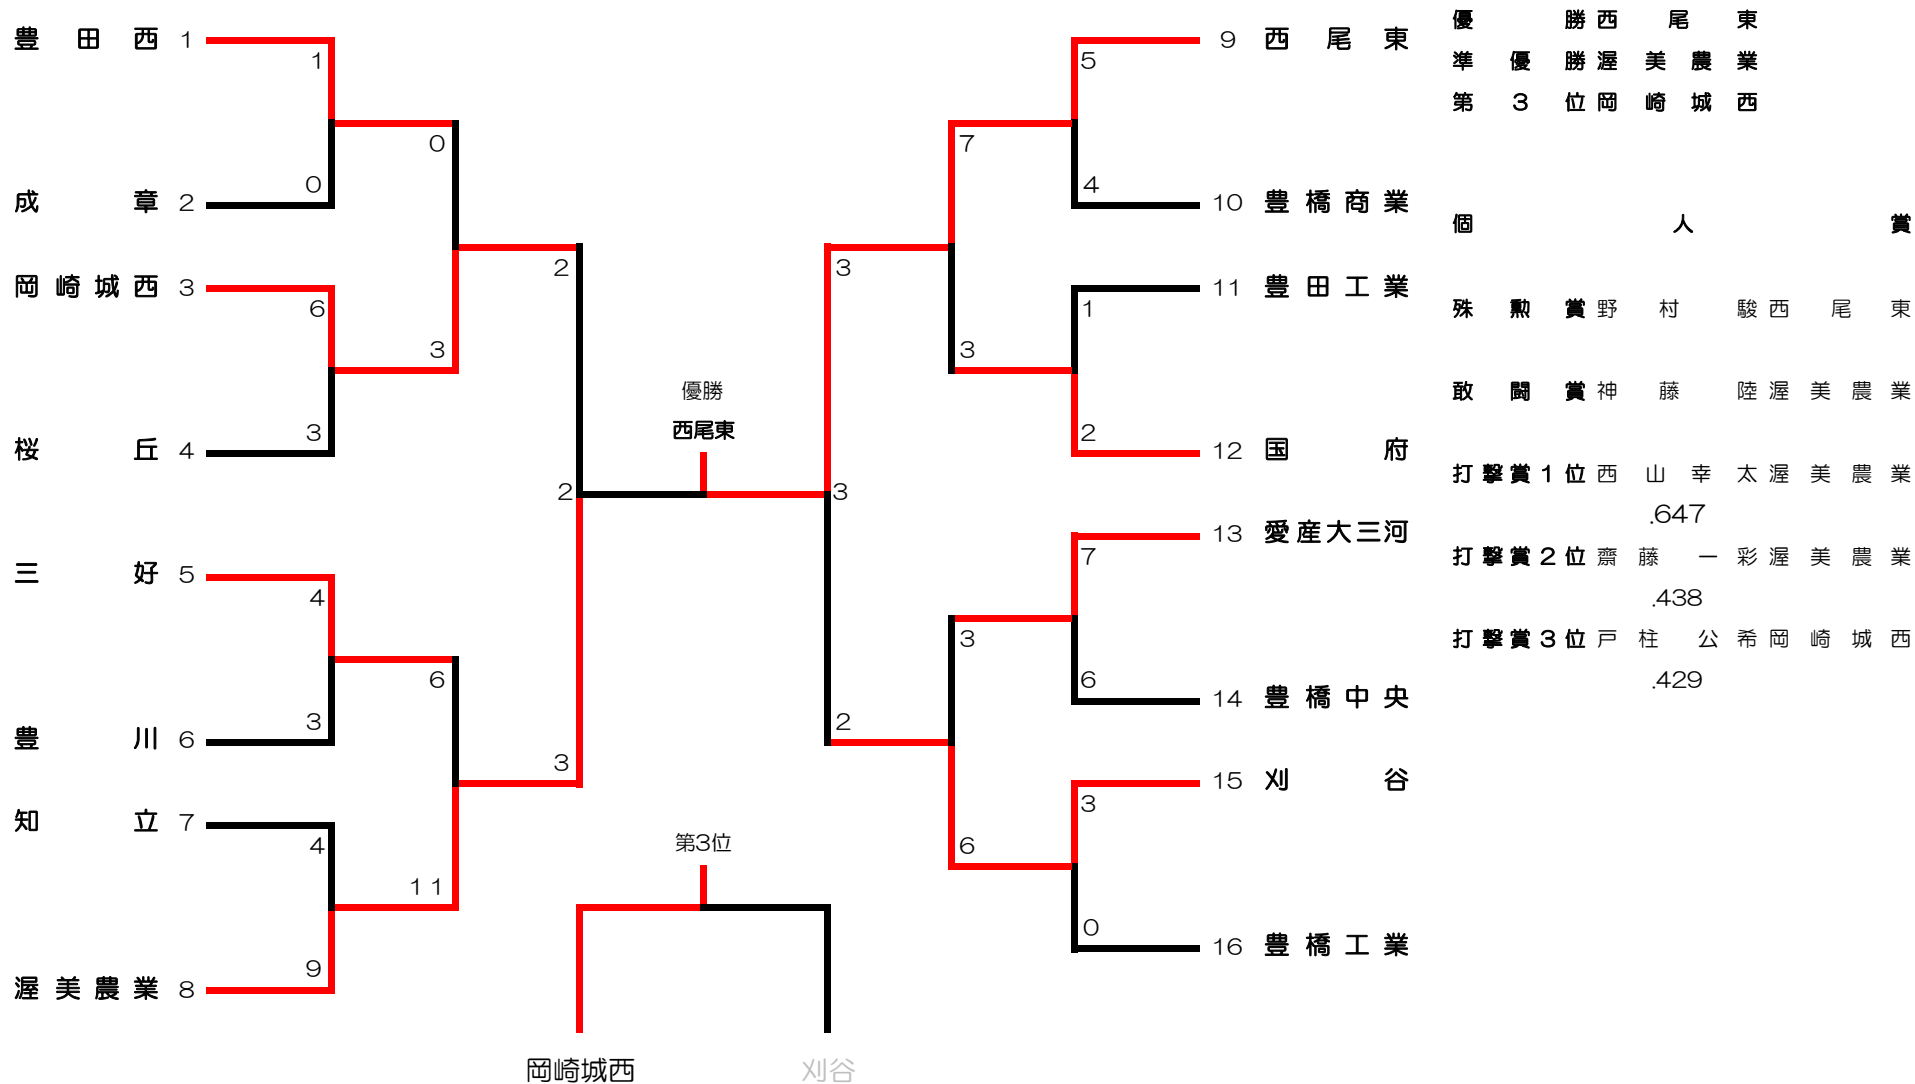 豊田西 1
1
0
0
成章 2
岡崎城西 3
6
3
3
桜丘 4
2
2
三好 5
4
6
3
豊川 6
3
知立 7
4
11
9
渥美農業 8
優勝
西尾東
第3位
岡崎城西
刈谷
9 西尾東
5
7
4
10 豊橋商業
3
11 豊田工業
1
3
2
12 国府
3
13 愛産大三河
7
3
6
14 豊橋中央
2
15 刈谷
3
6
0
16 豊橋工業
優勝 西尾東
準優勝 渥美農業
第3位 岡崎城西
個人賞
殊勲賞 野村駿 西尾東
敢闘賞 神藤陸 渥美農業
打撃賞1位 西山幸太 渥美農業
.647
打撃賞2位 齋藤一彩 渥美農業
.438
打撃賞3位 戸柱公希 岡崎城西
.429